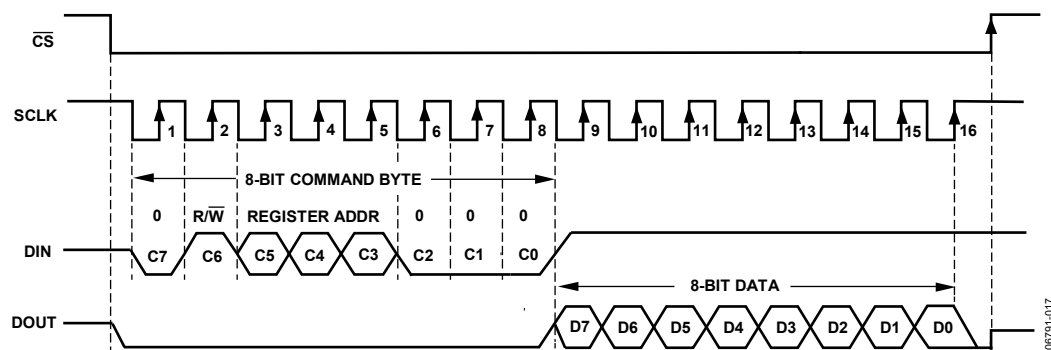 CS
SCLK
1 2 3 4 5 6 7 8 9 10 11 12 13 14 15 16
8-BIT COMMAND BYTE
0 R/W REGISTER ADDR 0 0 0
DIN C7 C6 C5 C4 C3 C2 C1 C0
8-BIT DATA
DOUT D7 D6 D5 D4 D3 D2 D1 D0
06791-017